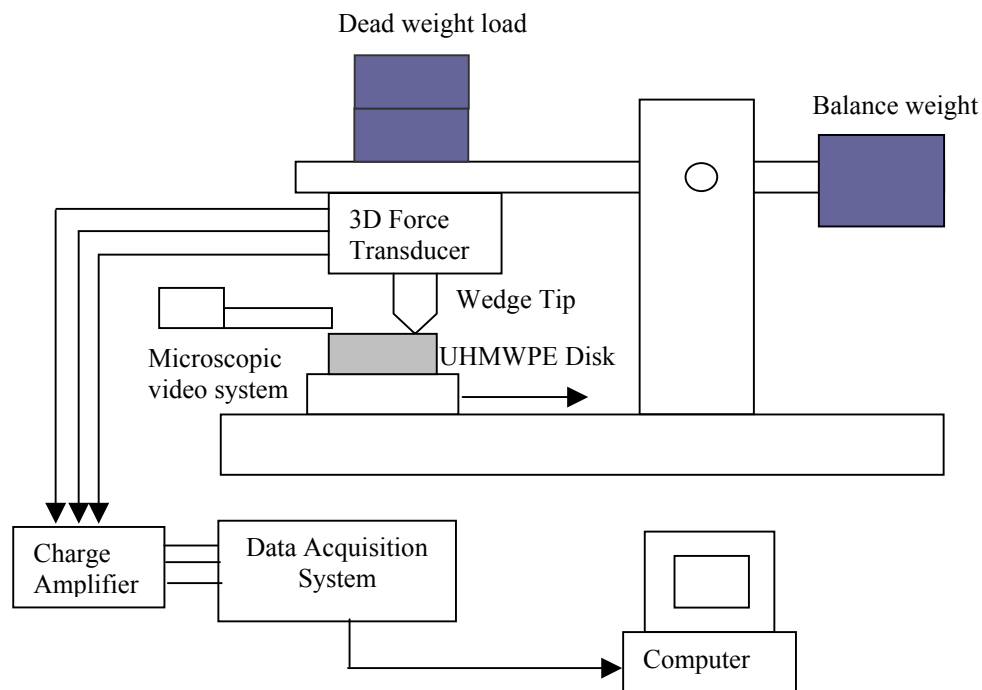 Dead weight load
Balance weight
3D Force
Transducer
Wedge Tip
Microscopic
video system
UHMWPE Disk
Charge
Amplifier
Data Acquisition
System
Computer